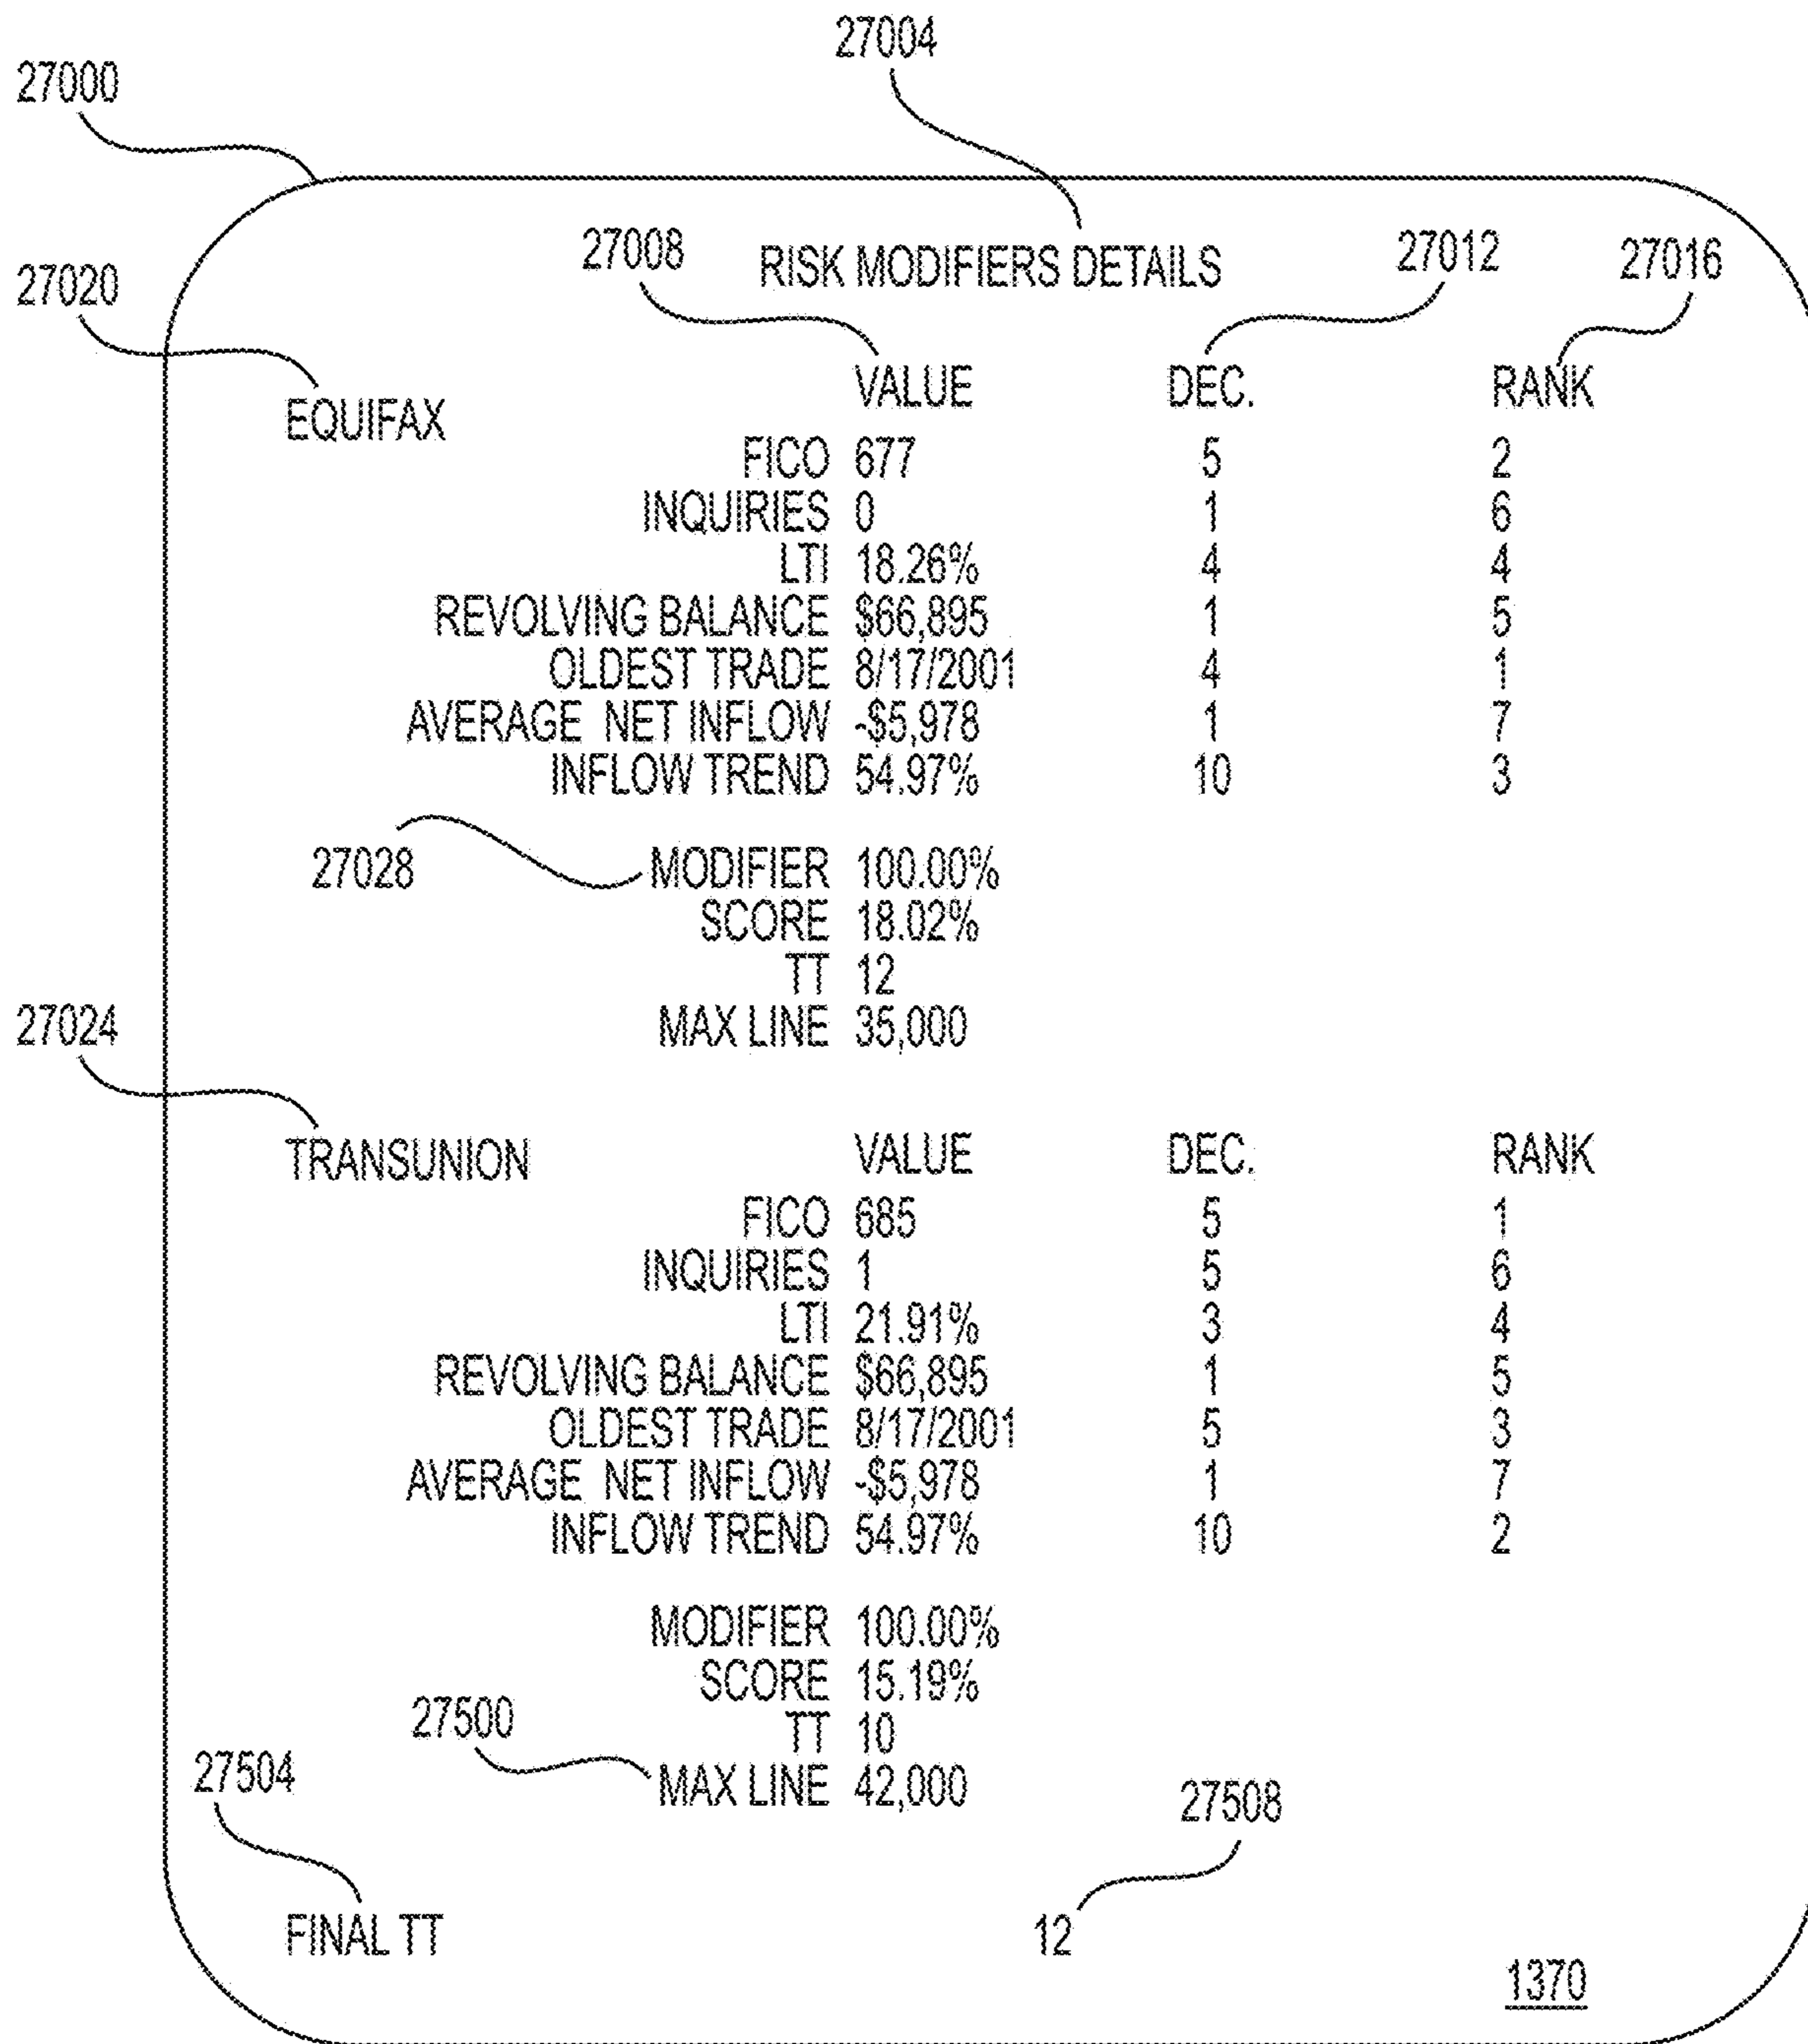 27004
27000
27008 RISK MODIFIERS DETAILS 27012 27016
27020
VALUE DEC. RANK
EQUIFAX
FICO 677 5 2
INQUIRIES 0 1 6
LTI 18.26% 4 4
REVOLVING BALANCE $66,895 1 5
OLDEST TRADE 8/17/2001 4 1
AVERAGE NET INFLOW -$5,978 1 7
INFLOW TREND 54.97% 10 3
27028 MODIFIER 100.00%
SCORE 18.02%
TT 12
27024 MAX LINE 35,000
TRANSUNION VALUE DEC. RANK
FICO 685 5 1
INQUIRIES 1 5 6
LTI 21.91% 3 4
REVOLVING BALANCE $66,895 1 5
OLDEST TRADE 8/17/2001 5 3
AVERAGE NET INFLOW -$5,978 1 7
INFLOW TREND 54.97% 10 2
MODIFIER 100.00%
SCORE 15.19%
27500 TT 10
27504 MAX LINE 42,000 27508
FINAL TT 12
1370